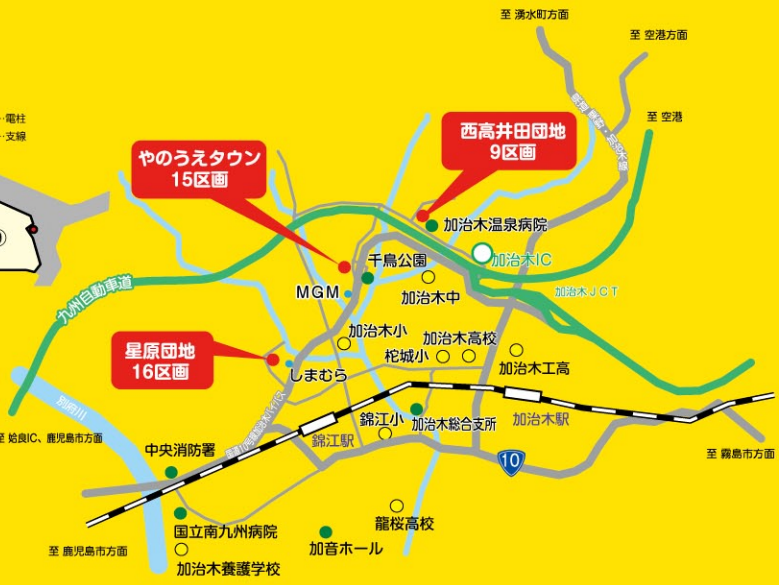 至 湧水町方面
至 空港方面
至 空港
‥電柱
‥支線
西高井田団地
9区画
やのうえタウン
15区画
加治木温泉病院
千鳥公園
加治木IC
MGM
加治木中
加治木JCT
九州自動車道
加治木小
加治木高校
柁城小
加治木工高
星原団地
16区画
しまむら
別府川
錦江小
加治木総合支所
加治木駅
錦江駅
至 姶良IC、鹿児島市方面
中央消防署
10
至 霧島市方面
龍桜高校
国立南九州病院
加音ホール
至 鹿児島市方面
加治木養護学校